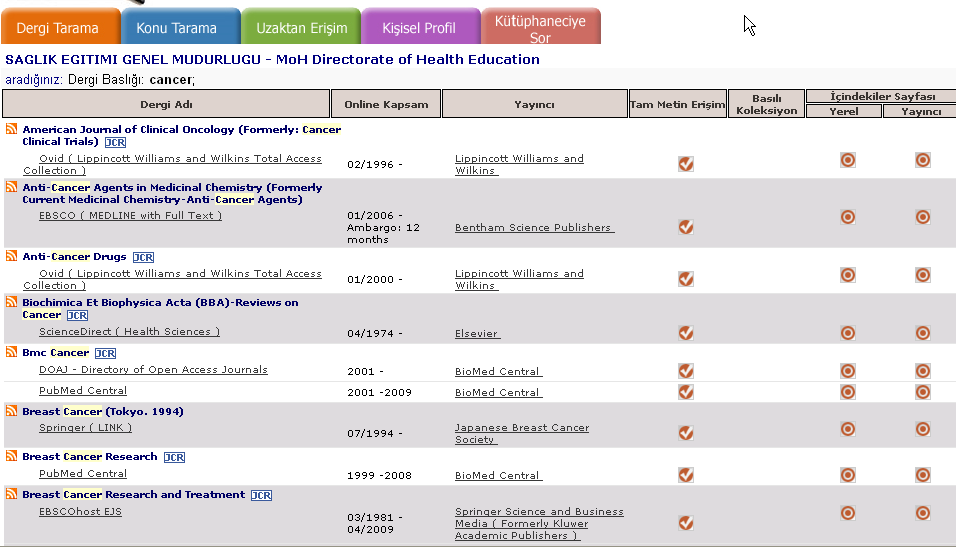 Dergi Tarama
Konu Tarama
Uzaktan Erişim
Kişisel Profil
Kütüphaneciye
Sor
SAGLIK EGITIMI GENEL MUDURLUGU - MoH Directorate of Health Education
aradığınız: Dergi Baslığı: cancer;
Dergi Adı
Online Kapsam
Yayıncı
Tam Metin Erişim
Basılı
Koleksiyon
İçindekiler Sayfası
Yerel
Yayıncı
American Journal of Clinical Oncology (Formerly: Cancer
Clinical Trials) JCR
Ovid ( Lippincott Williams and Wilkins Total Access
Collection )
02/1996 -
Lippincott Williams and
Wilkins
Anti-Cancer Agents in Medicinal Chemistry (Formerly
Current Medicinal Chemistry-Anti-Cancer Agents)
EBSCO ( MEDLINE with Full Text )
01/2006 -
Ambargo: 12
months
Bentham Science Publishers
Anti-Cancer Drugs JCR
Ovid ( Lippincott Williams and Wilkins Total Access
Collection )
01/2000 -
Lippincott Williams and
Wilkins
Biochimica Et Biophysica Acta (BBA)-Reviews on
Cancer JCR
ScienceDirect ( Health Sciences )
04/1974 -
Elsevier
Bmc Cancer JCR
DOAJ - Directory of Open Access Journals
2001 -
BioMed Central
PubMed Central
2001 -2009
BioMed Central
Breast Cancer (Tokyo. 1994)
Springer ( LINK )
07/1994 -
Japanese Breast Cancer
Society
Breast Cancer Research JCR
PubMed Central
1999 -2008
BioMed Central
Breast Cancer Research and Treatment JCR
EBSCOhost EJS
03/1981 -
04/2009
Springer Science and Business
Media ( Formerly Kluwer
Academic Publishers )